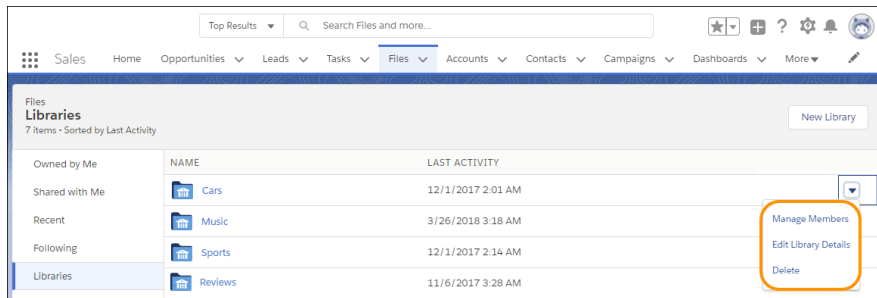 Top Results Search Files and more...
Sales Home Opportunities Leads Tasks Files Accounts Contacts Campaigns Dashboards More
Files
Libraries
7 items • Sorted by Last Activity
New Library
Owned by Me
Shared with Me
Recent
Following
Libraries
NAME LAST ACTIVITY
Cars 12/1/2017 2:01 AM
Music 3/26/2018 3:18 AM
Sports 12/1/2017 2:14 AM
Reviews 11/6/2017 3:28 AM
Manage Members
Edit Library Details
Delete